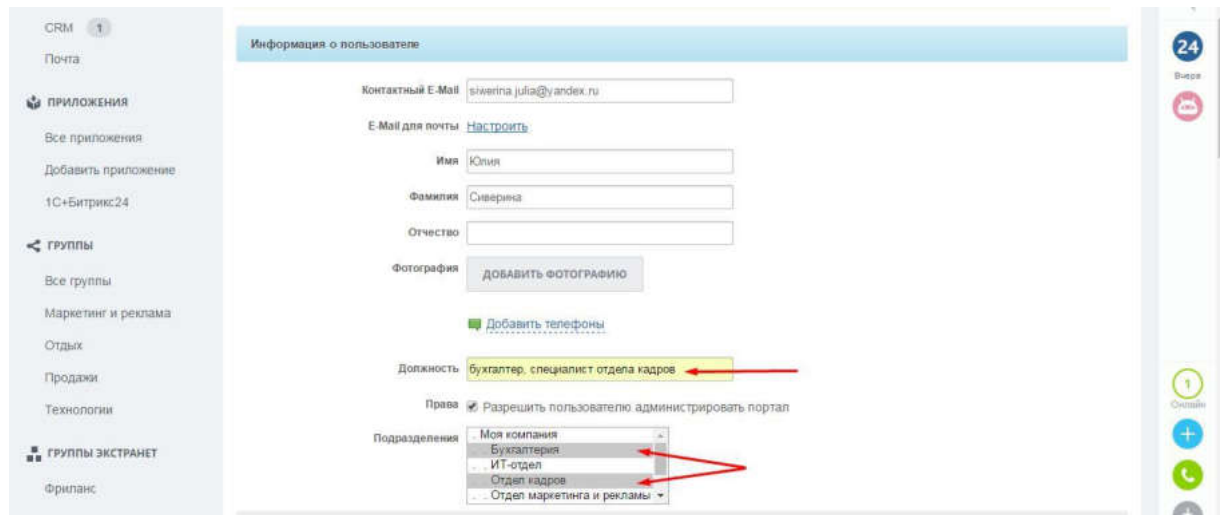 CRM 1
Почта
ПРИЛОЖЕНИЯ
Все приложения
Добавить приложение
1С+Битрикс24
ГРУППЫ
Все группы
Маркетинг и реклама
Отдых
Продажи
Технологии
ГРУППЫ ЭКСТРАНЕТ
Фриланс
Информация о пользователе
Контактный E-Mail siwerina.julia@yandex.ru
E-Mail для почты Настроить
Имя Юлия
Фамилия Сиверина
Отчество
Фотография ДОБАВИТЬ ФОТОГРАФИЮ
Добавить телефоны
Должность бухгалтер, специалист отдела кадров
Права Разрешить пользователю администрировать портал
Подразделения . Моя компания
. . Бухгалтерия
. . ИТ-отдел
. . Отдел кадров
. . Отдел маркетинга и рекламы
24
Вчера
1
Онлайн